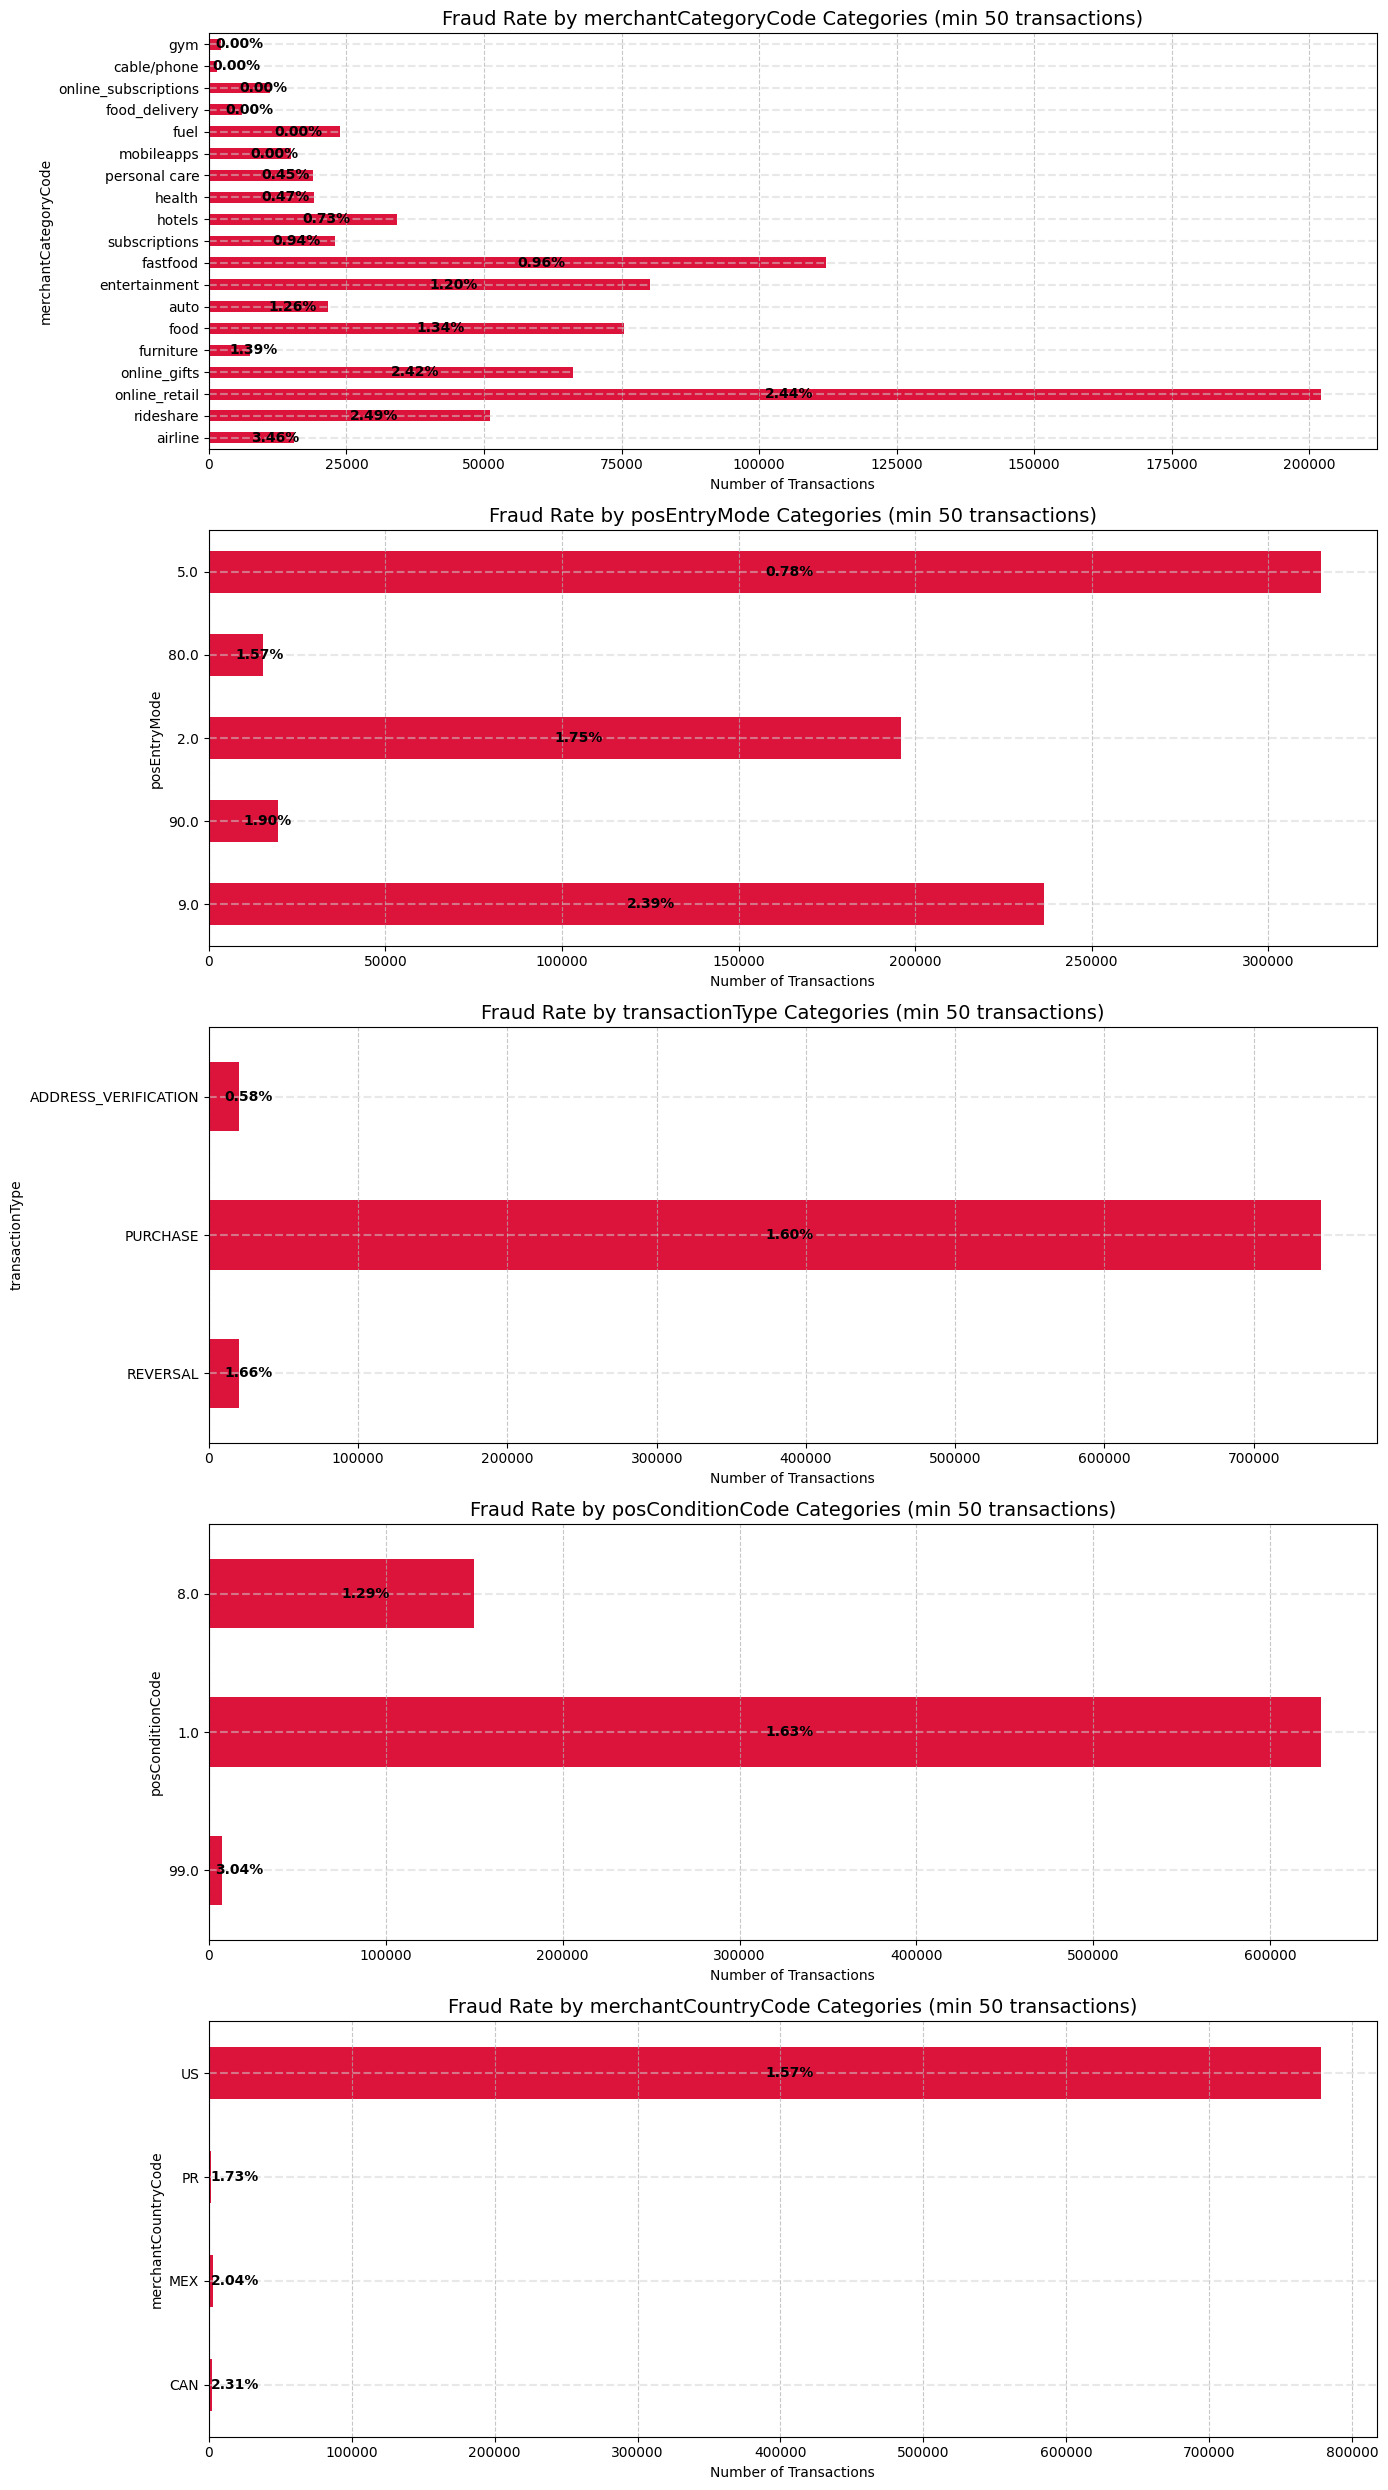 Fraud Rate by merchantCategoryCode Categories (min 50 transactions)
merchantCategoryCode
gym 0.00%
cable/phone 0.00%
online_subscriptions 0.00%
food_delivery 0.00%
fuel 0.00%
mobileapps 0.00%
personal care 0.45%
health 0.47%
hotels 0.73%
subscriptions 0.94%
fastfood 0.96%
entertainment 1.20%
auto 1.26%
food 1.34%
furniture 1.39%
online_gifts 2.42%
online_retail 2.44%
rideshare 2.49%
airline 3.46%
0 25000 50000 75000 100000 125000 150000 175000 200000
Number of Transactions
Fraud Rate by posEntryMode Categories (min 50 transactions)
posEntryMode
5.0 0.78%
80.0 1.57%
2.0 1.75%
90.0 1.90%
9.0 2.39%
0 50000 100000 150000 200000 250000 300000
Number of Transactions
Fraud Rate by transactionType Categories (min 50 transactions)
transactionType
ADDRESS_VERIFICATION 0.58%
PURCHASE 1.60%
REVERSAL 1.66%
0 100000 200000 300000 400000 500000 600000 700000
Number of Transactions
Fraud Rate by posConditionCode Categories (min 50 transactions)
posConditionCode
8.0 1.29%
1.0 1.63%
99.0 3.04%
0 100000 200000 300000 400000 500000 600000
Number of Transactions
Fraud Rate by merchantCountryCode Categories (min 50 transactions)
merchantCountryCode
US 1.57%
PR 1.73%
MEX 2.04%
CAN 2.31%
0 100000 200000 300000 400000 500000 600000 700000 800000
Number of Transactions